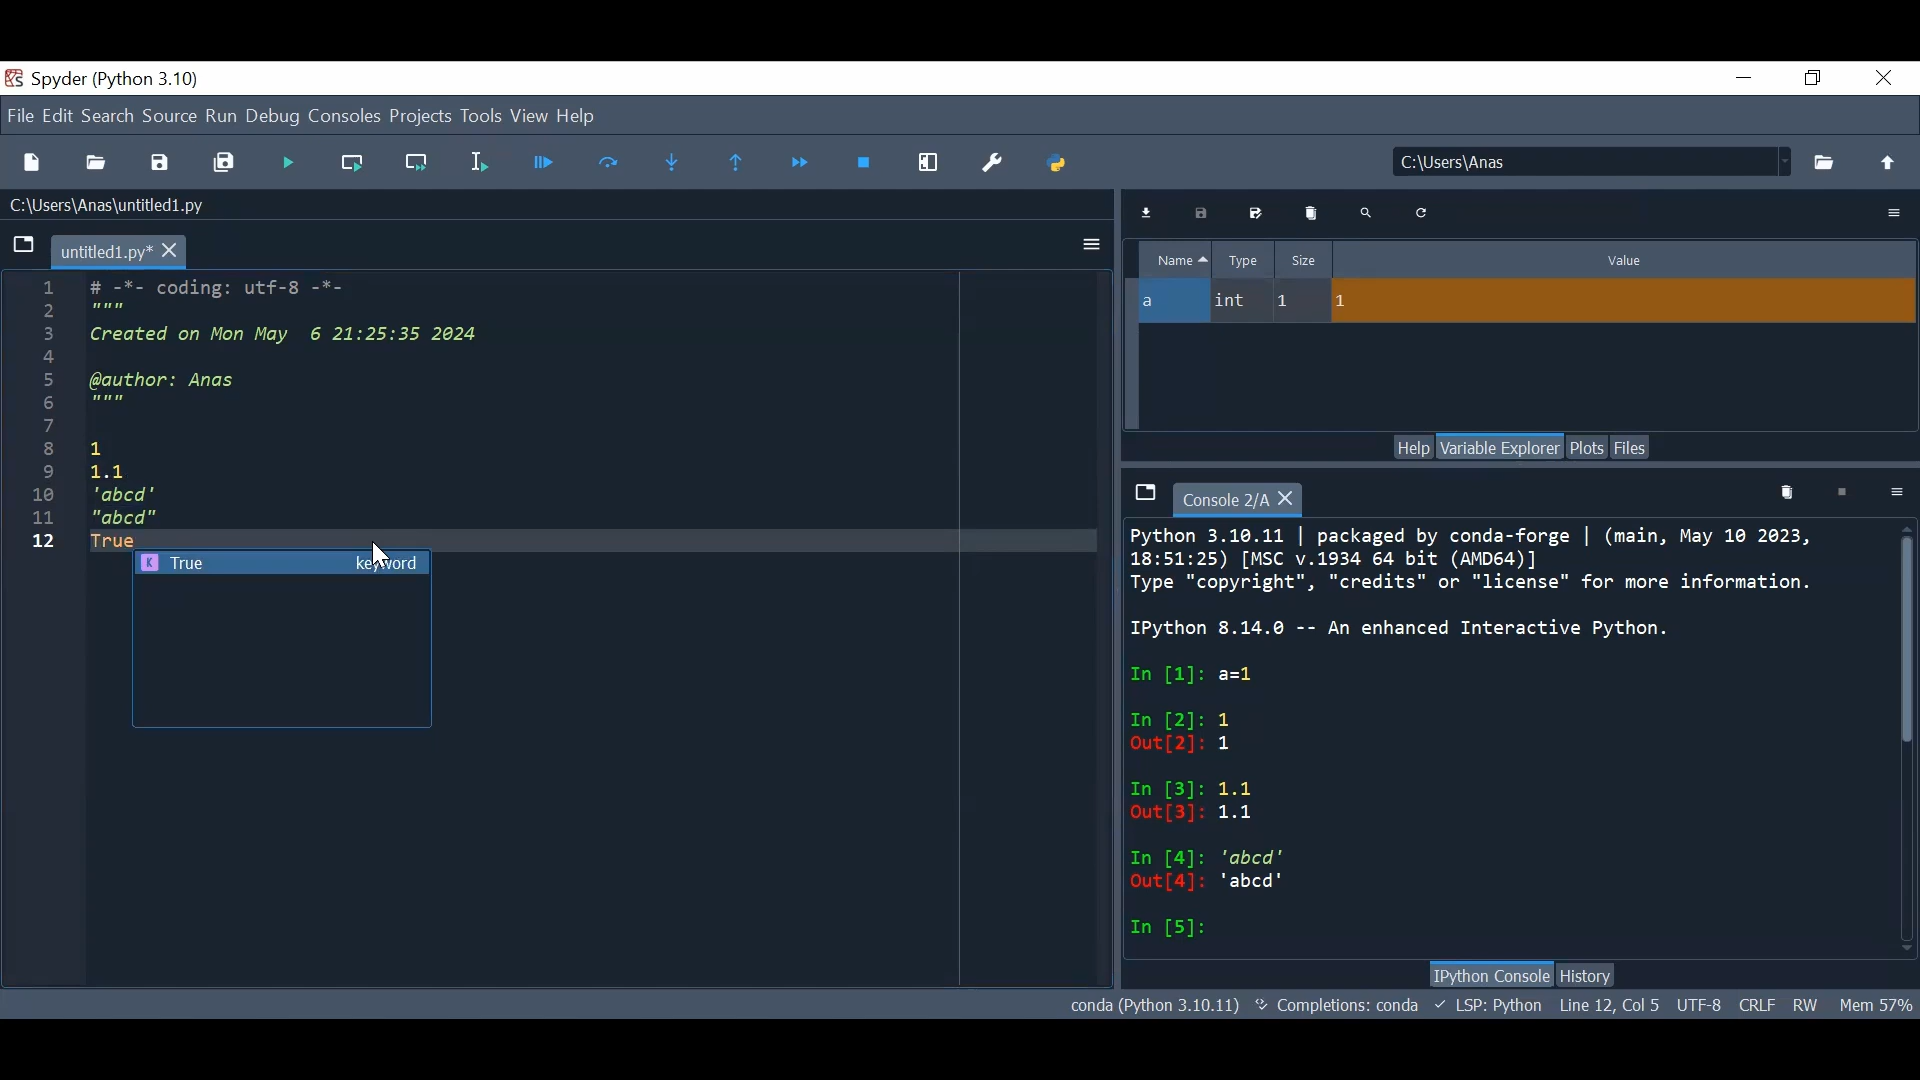 Spyder (Python 3.10)
File Edit Search Source Run Debug Consoles Projects Tools View Help
C:\Users\Anas
C:\Users\Anas\untitled1.py
untitled1.py*
1 # -*- coding: utf-8 -*-
2 """
3 Created on Mon May  6 21:25:35 2024
4
5 @author: Anas
6 """
7
8 1
9 1.1
10 'abcd'
11 "abcd"
12 True
K True keyword
Name Type Size Value
a int 1 1
Help Variable Explorer Plots Files
Console 2/A
Python 3.10.11 | packaged by conda-forge | (main, May 10 2023,
18:51:25) [MSC v.1934 64 bit (AMD64)]
Type "copyright", "credits" or "license" for more information.
IPython 8.14.0 -- An enhanced Interactive Python.
In [1]: a=1
In [2]: 1
Out[2]: 1
In [3]: 1.1
Out[3]: 1.1
In [4]: 'abcd'
Out[4]: 'abcd'
In [5]:
IPython Console History
conda (Python 3.10.11) Completions: conda LSP: Python Line 12, Col 5 UTF-8 CRLF RW Mem 57%